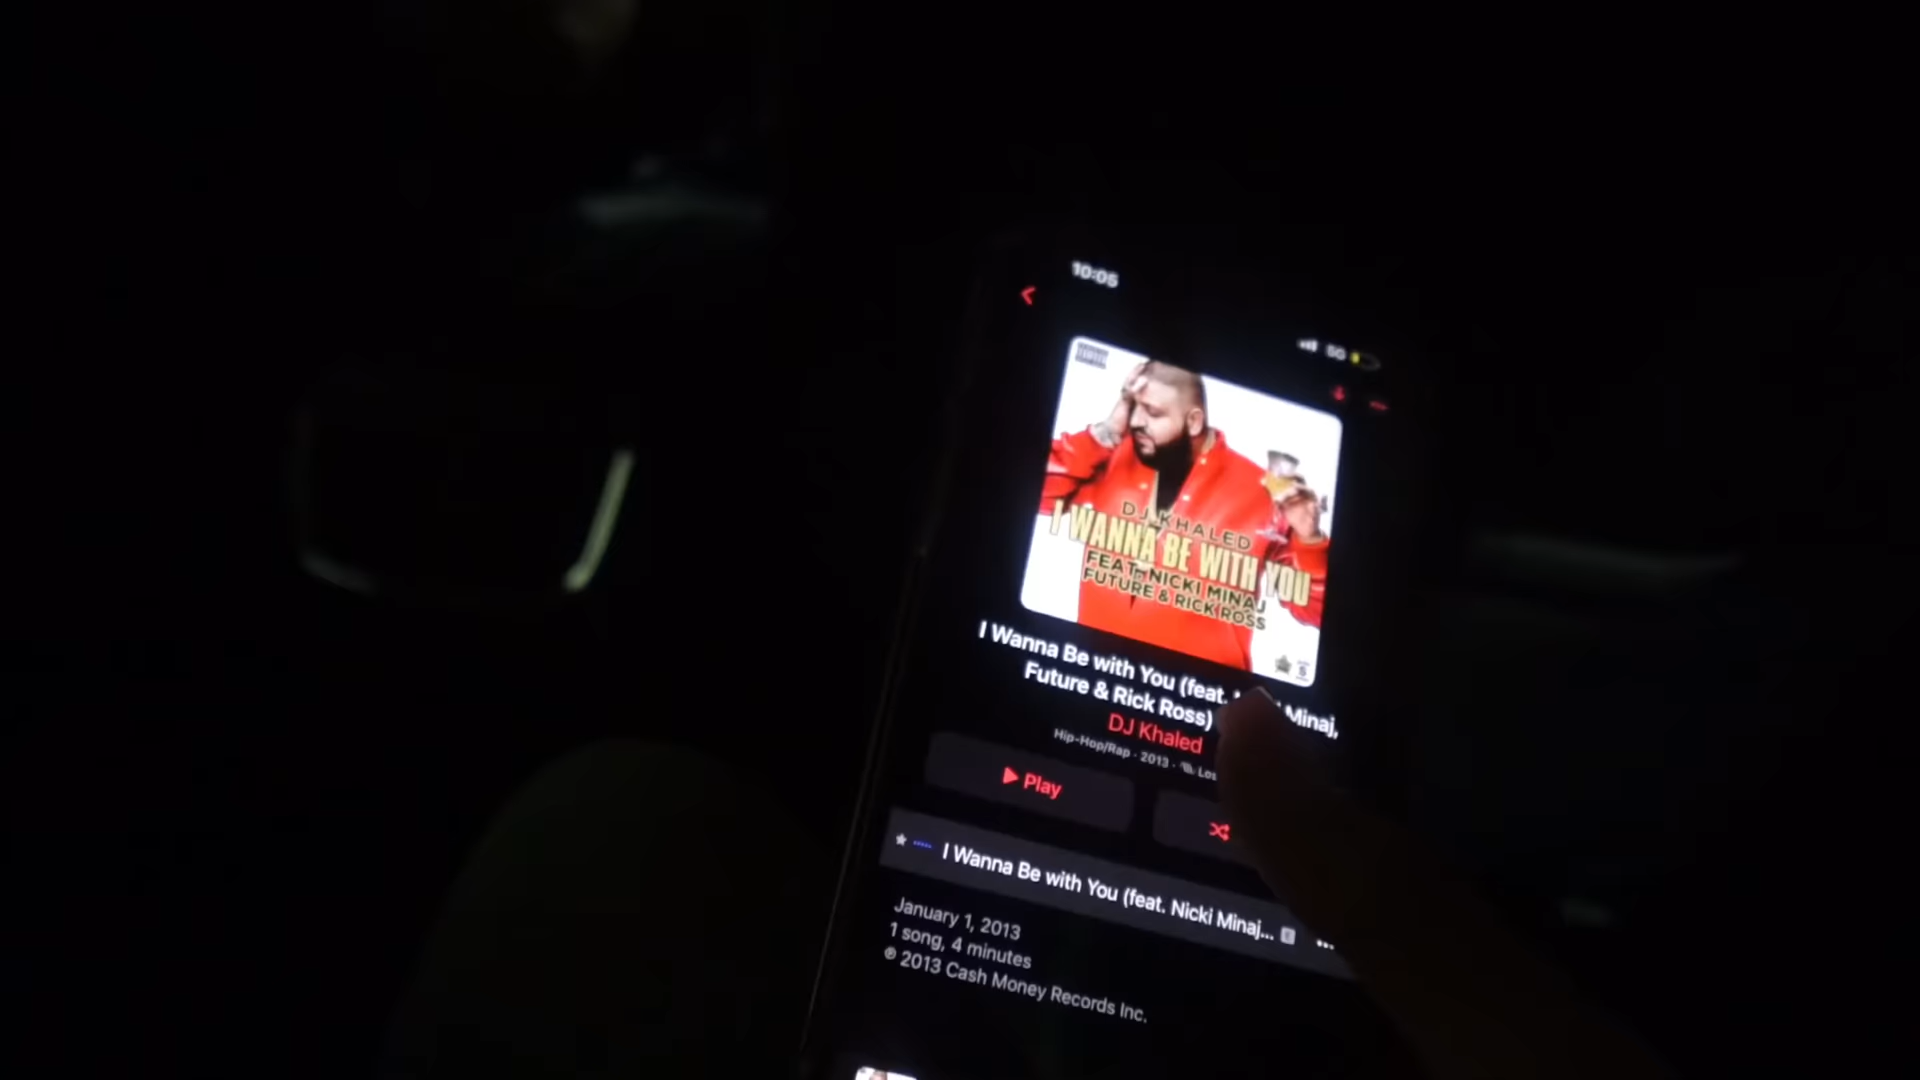 10:05
5G
DJ KHALED
I WANNA BE WITH YOU
FEAT. NICKI MINAJ
FUTURE & RICK ROSS
I Wanna Be with You (feat. Minaj,
Future & Rick Ross)
DJ Khaled
Hip-Hop/Rap · 2013 ·
Play
I Wanna Be with You (feat. Nicki Minaj...
January 1, 2013
1 song, 4 minutes
℗ 2013 Cash Money Records Inc.